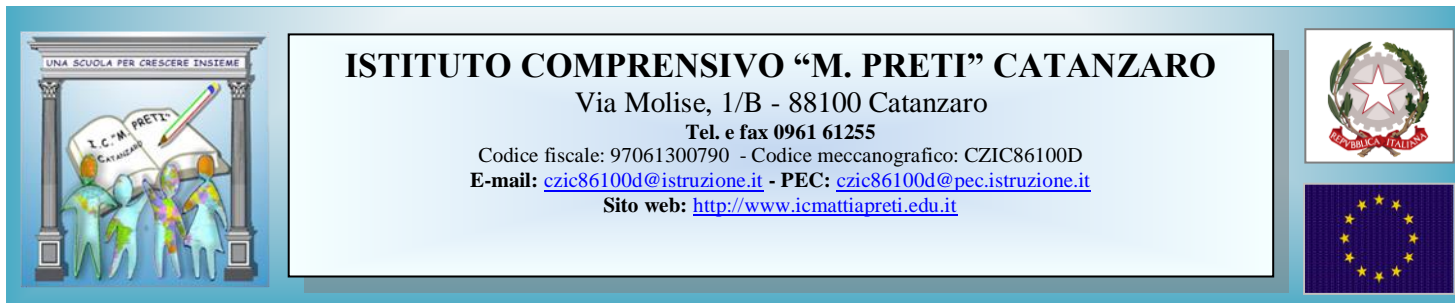 UNA SCUOLA PER CRESCERE INSIEME
I.C. "M. PRETI"
CATANZARO
ISTITUTO COMPRENSIVO “M. PRETI” CATANZARO
Via Molise, 1/B - 88100 Catanzaro
Tel. e fax 0961 61255
Codice fiscale: 97061300790 - Codice meccanografico: CZIC86100D
E-mail: czic86100d@istruzione.it - PEC: czic86100d@pec.istruzione.it
Sito web: http://www.icmattiapreti.edu.it
REPVBBLICA ITALIANA